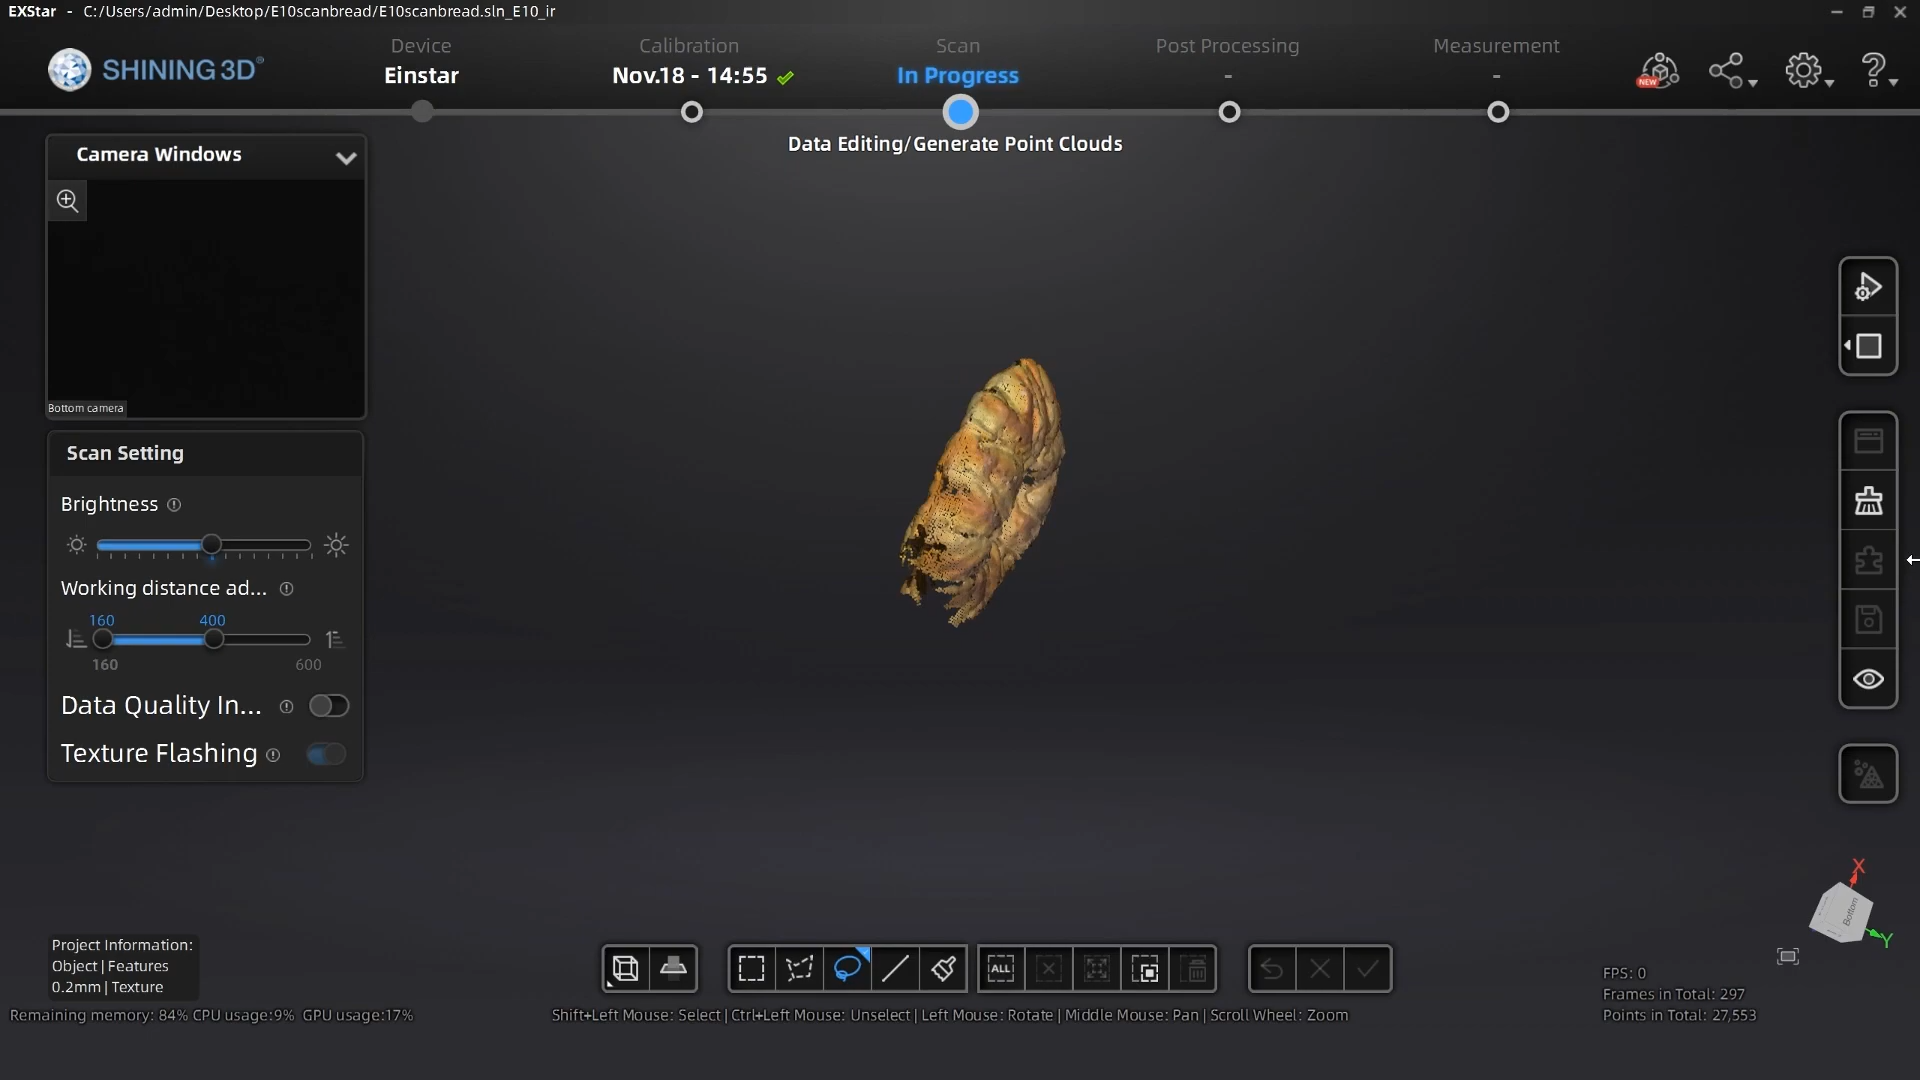 EXStar - C:/Users/admin/Desktop/E10scanbread/E10scanbread.sln_E10_ir
SHINING 3D®
Device
Einstar
Calibration
Nov.18 - 14:55
Scan
In Progress
Post Processing
-
Measurement
-
NEW
Data Editing/Generate Point Clouds
Camera Windows
Bottom camera
Scan Setting
Brightness
Working distance ad...
160 400
160 600
Data Quality In...
Texture Flashing
Project Information:
Object | Features
0.2mm | Texture
Remaining memory: 84% CPU usage:9% GPU usage:17%
ALL
Shift+Left Mouse: Select | Ctrl+Left Mouse: Unselect | Left Mouse: Rotate | Middle Mouse: Pan | Scroll Wheel: Zoom
X
Bottom
Y
FPS: 0
Frames in Total: 297
Points in Total: 27,553